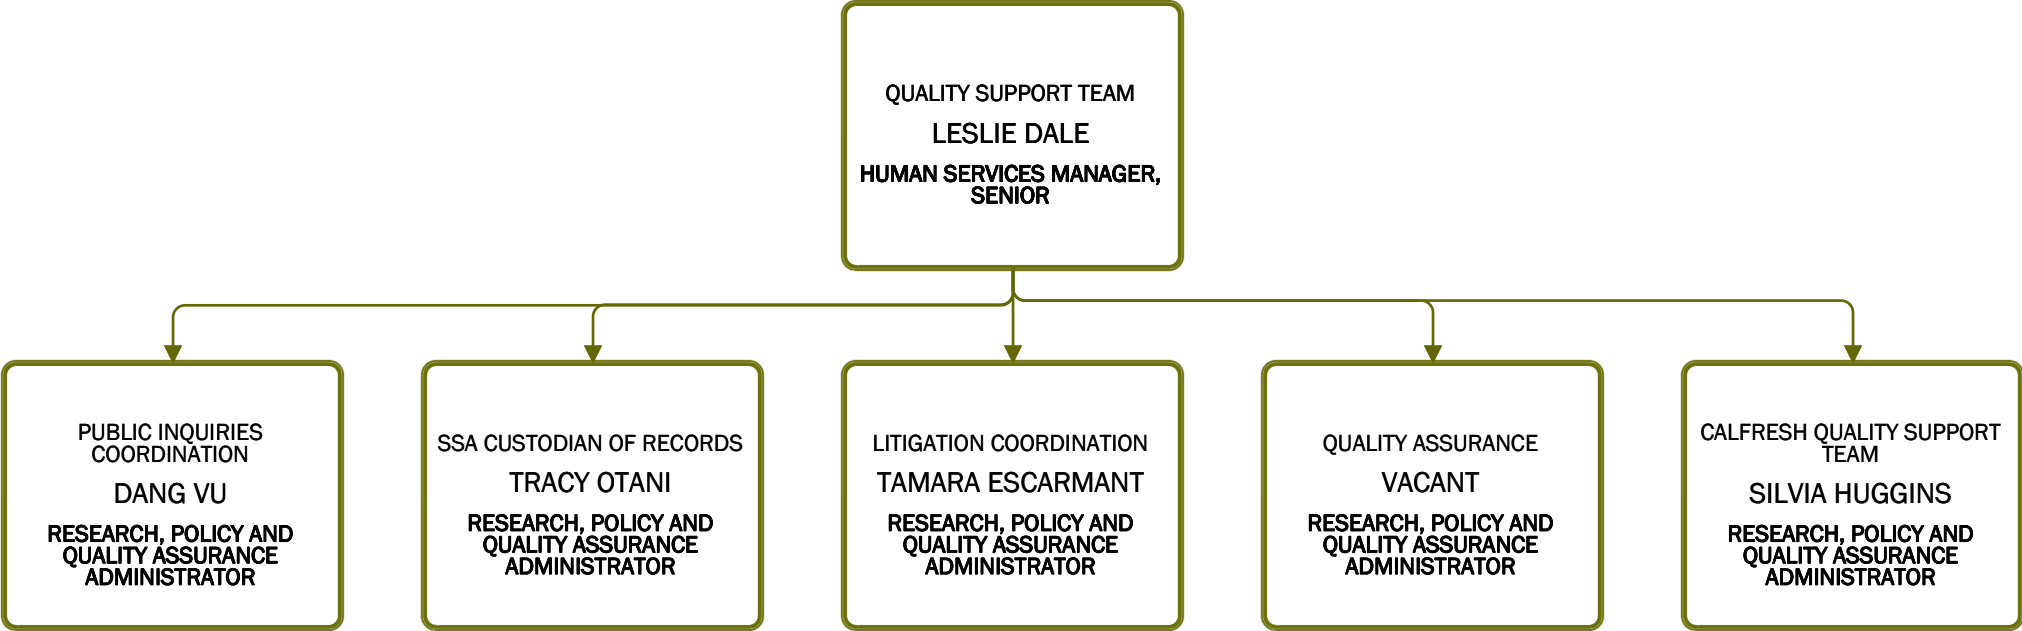 QUALITY SUPPORT TEAM
LESLIE DALE
HUMAN SERVICES MANAGER,
SENIOR
PUBLIC INQUIRIES
COORDINATION
DANG VU
RESEARCH, POLICY AND
QUALITY ASSURANCE
ADMINISTRATOR
SSA CUSTODIAN OF RECORDS
TRACY OTANI
RESEARCH, POLICY AND
QUALITY ASSURANCE
ADMINISTRATOR
LITIGATION COORDINATION
TAMARA ESCARMANT
RESEARCH, POLICY AND
QUALITY ASSURANCE
ADMINISTRATOR
QUALITY ASSURANCE
VACANT
RESEARCH, POLICY AND
QUALITY ASSURANCE
ADMINISTRATOR
CALFRESH QUALITY SUPPORT
TEAM
SILVIA HUGGINS
RESEARCH, POLICY AND
QUALITY ASSURANCE
ADMINISTRATOR